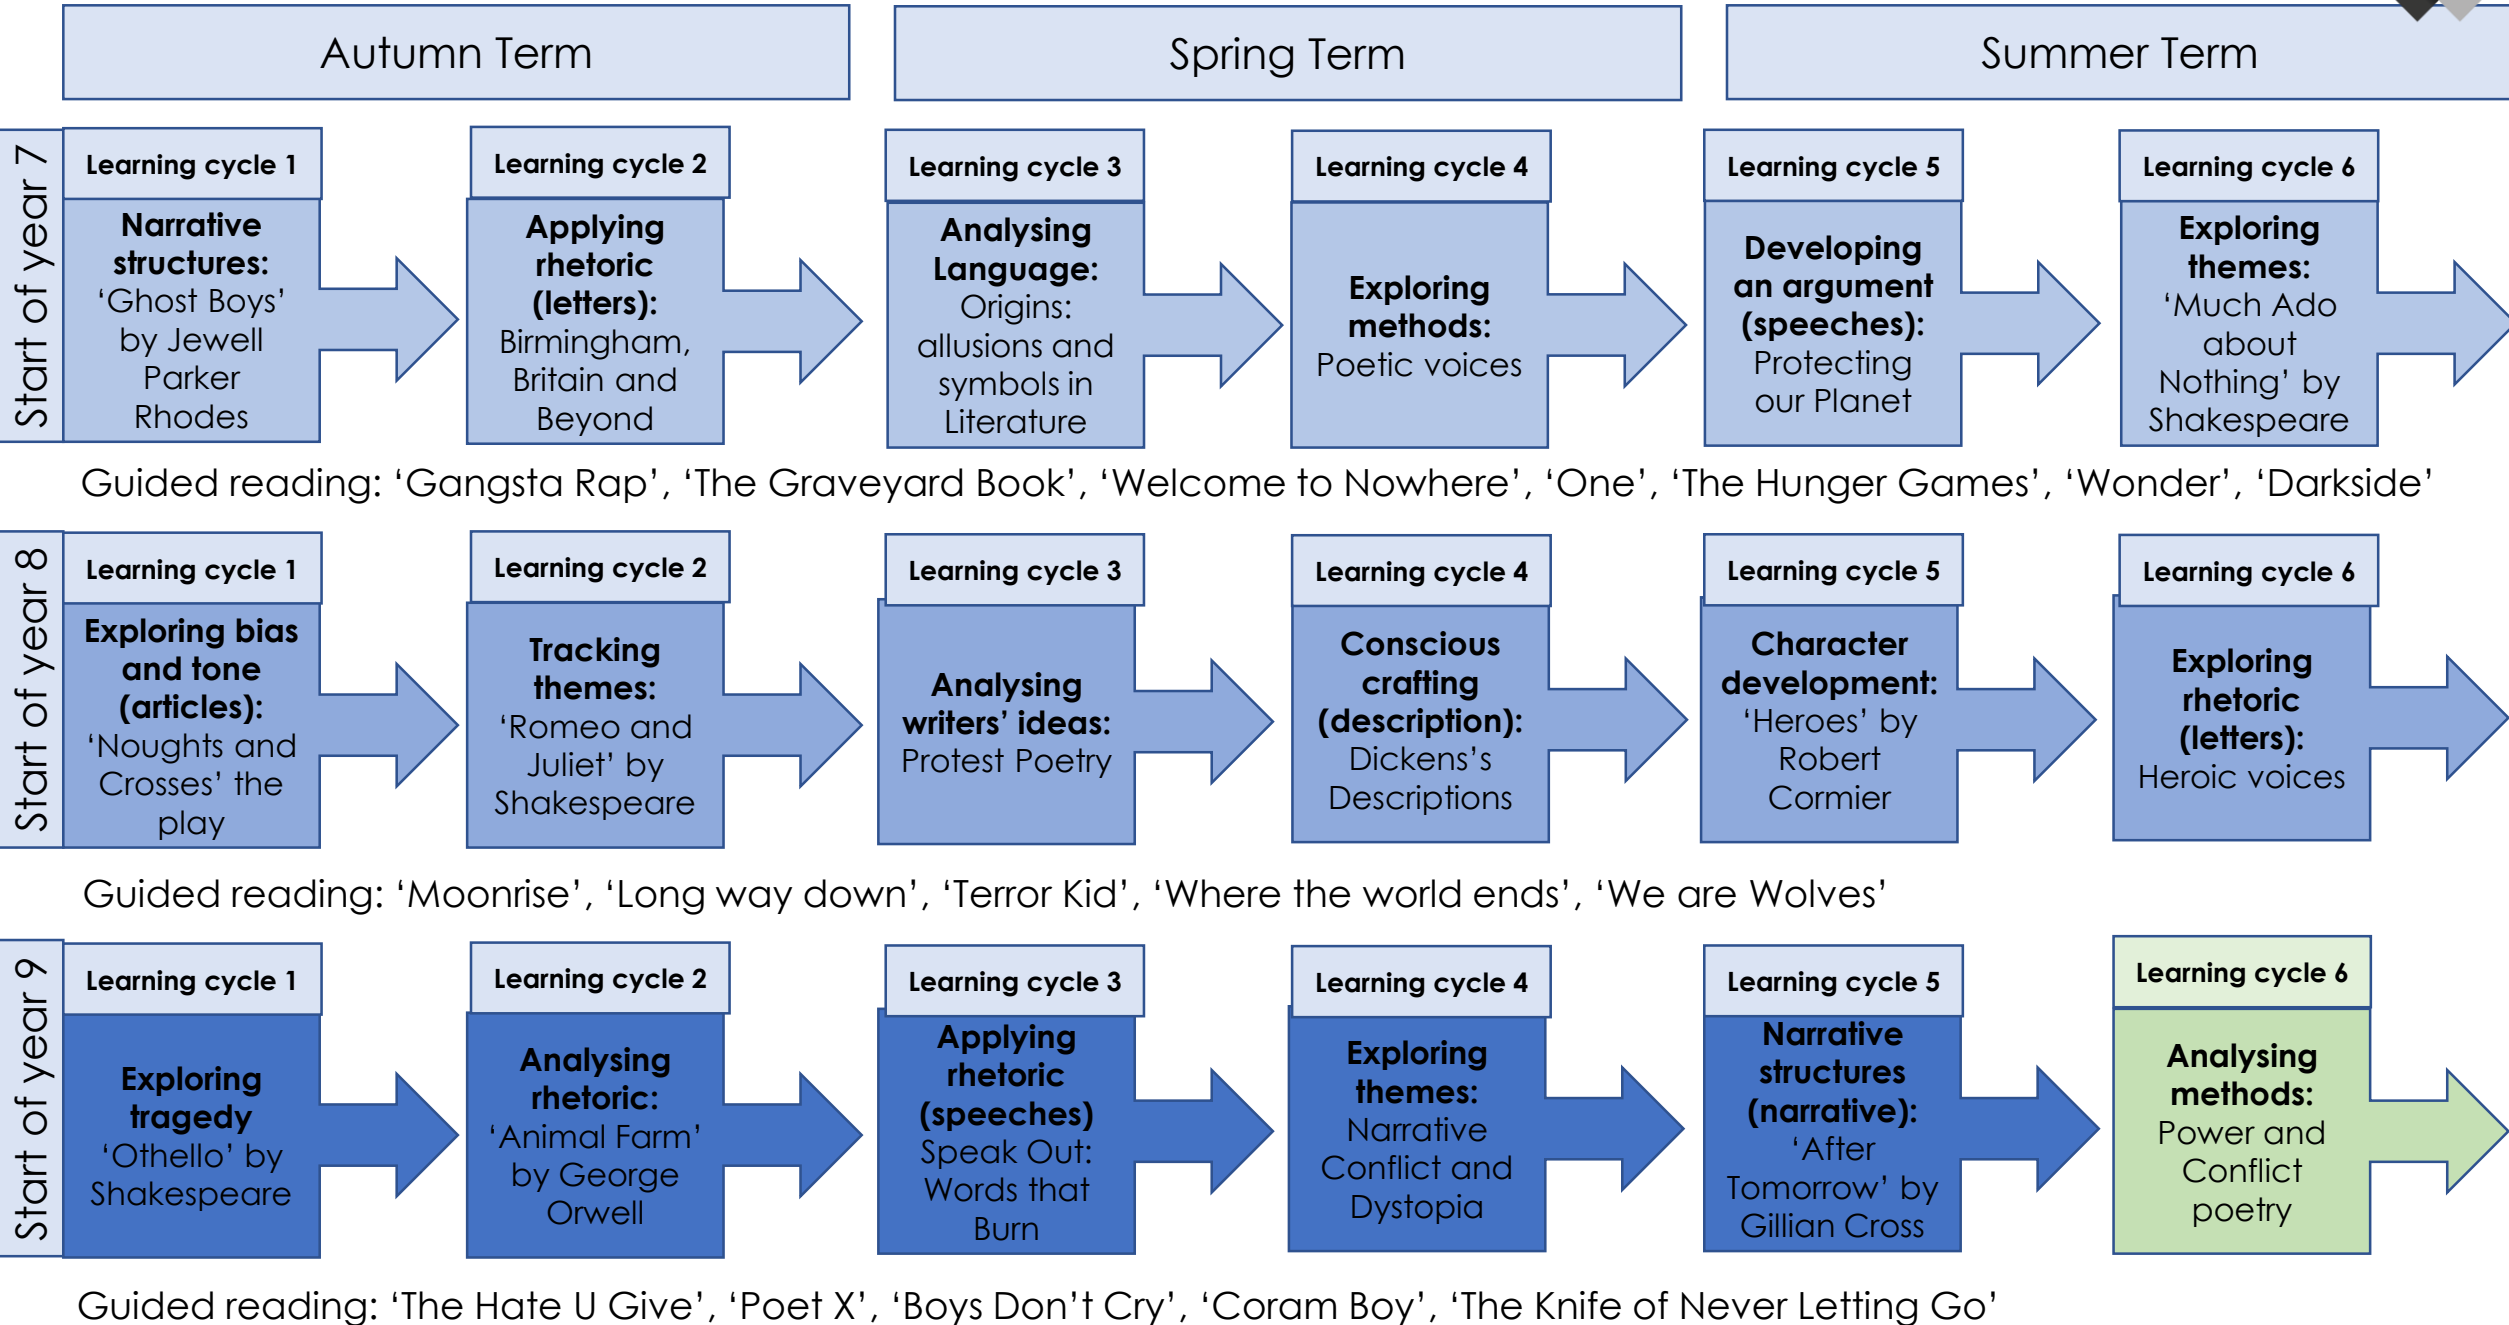 Autumn Term
Spring Term
Summer Term
Start of year 7
Learning cycle 1
Narrative
structures:
‘Ghost Boys’
by Jewell
Parker
Rhodes
Learning cycle 2
Applying
rhetoric
(letters):
Birmingham,
Britain and
Beyond
Learning cycle 3
Analysing
Language:
Origins:
allusions and
symbols in
Literature
Learning cycle 4
Exploring
methods:
Poetic voices
Learning cycle 5
Developing
an argument
(speeches):
Protecting
our Planet
Learning cycle 6
Exploring
themes:
‘Much Ado
about
Nothing’ by
Shakespeare
Guided reading: ‘Gangsta Rap’, ‘The Graveyard Book’, ‘Welcome to Nowhere’, ‘One’, ‘The Hunger Games’, ‘Wonder’, ‘Darkside’
Start of year 8
Learning cycle 1
Exploring bias
and tone
(articles):
‘Noughts and
Crosses’ the
play
Learning cycle 2
Tracking
themes:
‘Romeo and
Juliet’ by
Shakespeare
Learning cycle 3
Analysing
writers’ ideas:
Protest Poetry
Learning cycle 4
Conscious
crafting
(description):
Dickens’s
Descriptions
Learning cycle 5
Character
development:
‘Heroes’ by
Robert
Cormier
Learning cycle 6
Exploring
rhetoric
(letters):
Heroic voices
Guided reading: ‘Moonrise’, ‘Long way down’, ‘Terror Kid’, ‘Where the world ends’, ‘We are Wolves’
Start of year 9
Learning cycle 1
Exploring
tragedy
‘Othello’ by
Shakespeare
Learning cycle 2
Analysing
rhetoric:
‘Animal Farm’
by George
Orwell
Learning cycle 3
Applying
rhetoric
(speeches)
Speak Out:
Words that
Burn
Learning cycle 4
Exploring
themes:
Narrative
Conflict and
Dystopia
Learning cycle 5
Narrative
structures
(narrative):
‘After
Tomorrow’ by
Gillian Cross
Learning cycle 6
Analysing
methods:
Power and
Conflict
poetry
Guided reading: ‘The Hate U Give’, ‘Poet X’, ‘Boys Don’t Cry’, ‘Coram Boy’, ‘The Knife of Never Letting Go’